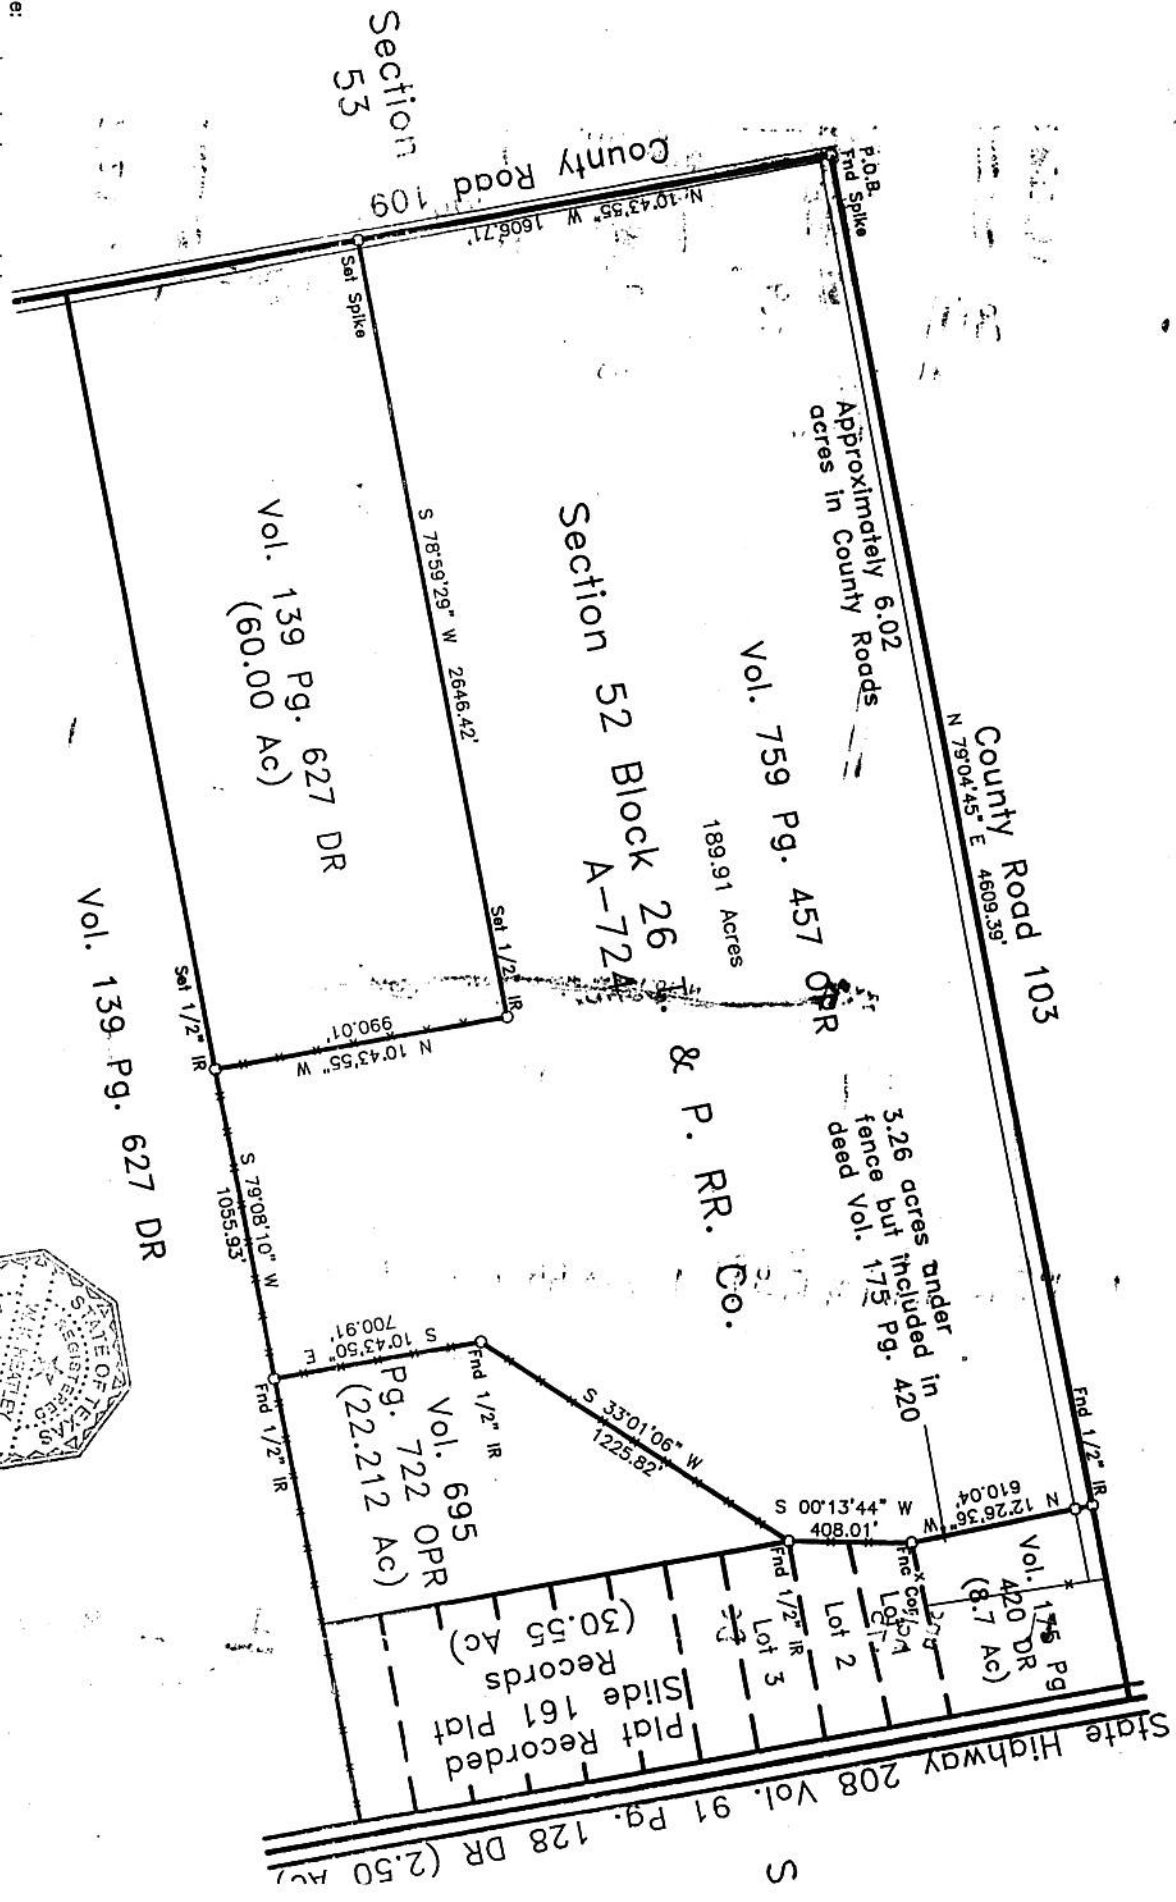 e:
Section
53
County Road 109
N 10°43'55" W 1606.71'
P.O.B.
Fnd Spike
Set Spike
Approximately 6.02
acres in County Roads
County Road 103
N 79°04'45" E 4609.39'
Vol. 759 Pg. 457 OPR
189.91 Acres
Section 52 Block 26 T. & P. RR. Co.
A-724
S 78°59'29" W 2646.42'
Set 1/2" IR
Vol. 139 Pg. 627 DR
(60.00 Ac)
N 10°43'55" W
990.01'
Set 1/2" IR
Vol. 139 Pg. 627 DR
S 79°08'10" W
1055.93'
3.26 acres under
fence but included in
deed Vol. 175 Pg. 420
Fnd 1/2" IR
N 12°26'36" W
610.04'
Vol. 175 Pg
420 DR
(8.7 Ac)
Fnc Cor
S 00°13'44" W
408.01'
Fnd 1/2" IR
S 33°01'06" W
1225.82'
Fnd 1/2" IR
S 10°43'50" E
700.91'
Fnd 1/2" IR
Vol. 695
Pg. 722 OPR
(22.212 Ac)
Lot 1
Lot 2
Lot 3
Plat Recorded
Slide 161 Plat
Records
(30.55 Ac)
State Highway 208 Vol. 91 Pg. 128 DR (2.50 Ac)
S
STATE OF TEXAS
REGISTERED